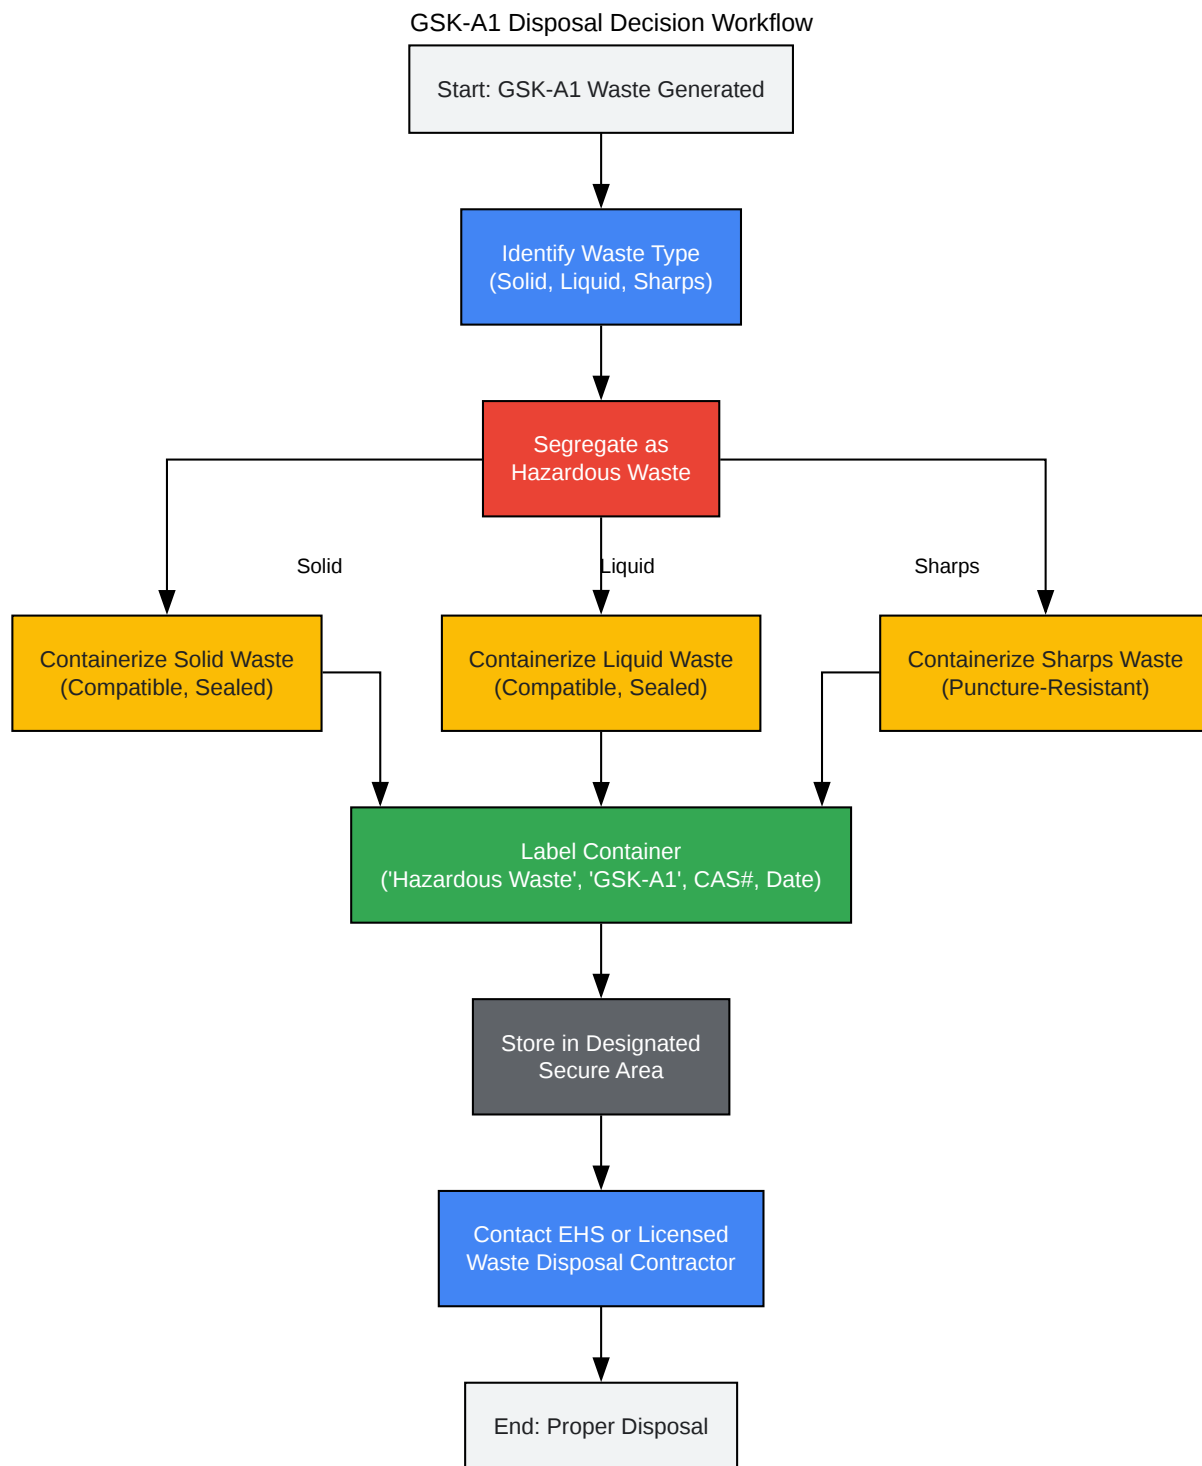 GSK-A1 Disposal Decision Workflow
Start: GSK-A1 Waste Generated
Identify Waste Type
(Solid, Liquid, Sharps)
Segregate as
Hazardous Waste
Solid
Liquid
Sharps
Containerize Solid Waste
(Compatible, Sealed)
Containerize Liquid Waste
(Compatible, Sealed)
Containerize Sharps Waste
(Puncture-Resistant)
Label Container
('Hazardous Waste', 'GSK-A1', CAS#, Date)
Store in Designated
Secure Area
Contact EHS or Licensed
Waste Disposal Contractor
End: Proper Disposal